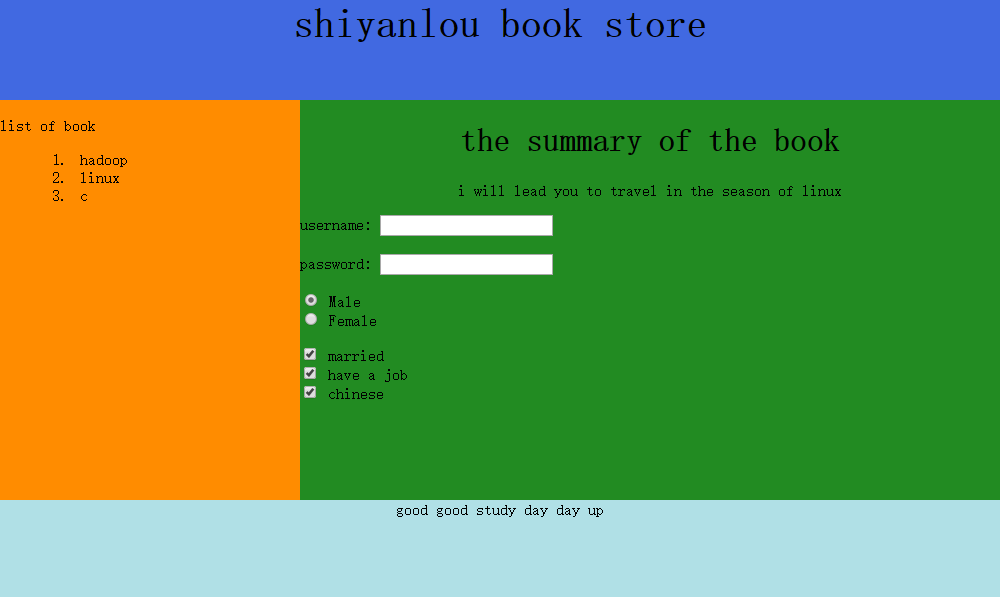 shiyanlou book store
list of book
1. hadoop
2. linux
3. c
the summary of the book
i will lead you to travel in the season of linux
username:
password:
Male
Female
married
have a job
chinese
good good study day day up